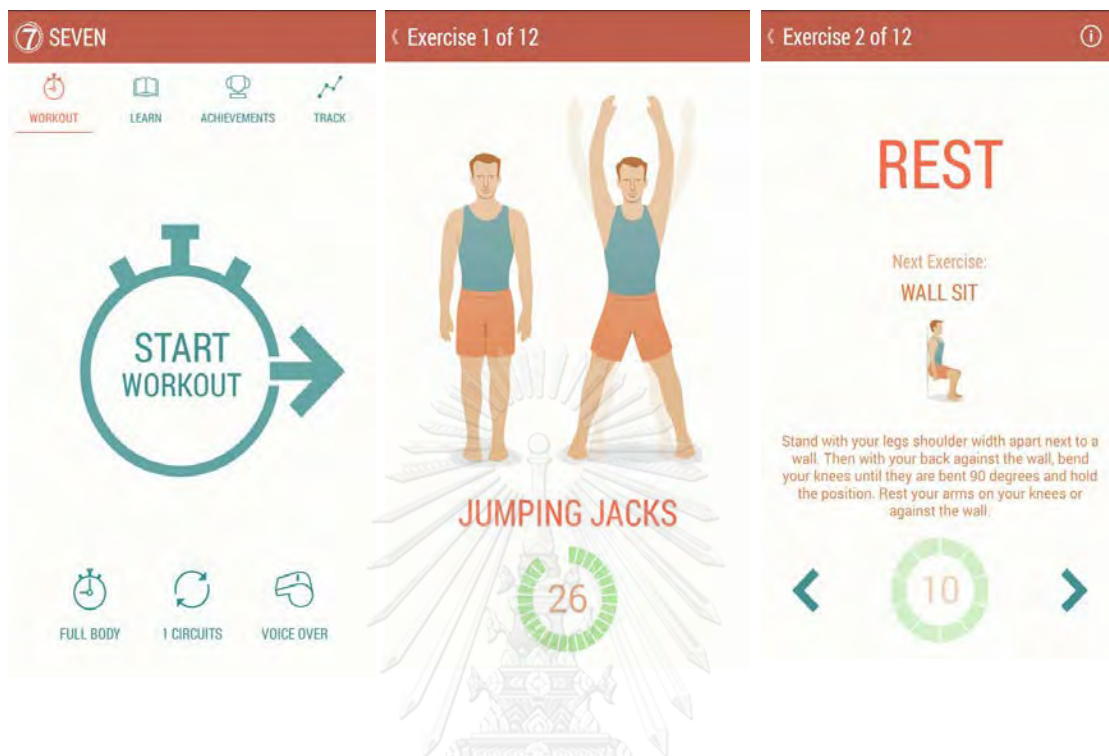 7 SEVEN
WORKOUT
LEARN
ACHIEVEMENTS
TRACK
START
WORKOUT
FULL BODY
1 CIRCUITS
VOICE OVER
Exercise 1 of 12
JUMPING JACKS
26
Exercise 2 of 12
i
REST
Next Exercise:
WALL SIT
Stand with your legs shoulder width apart next to a
wall. Then with your back against the wall, bend
your knees until they are bent 90 degrees and hold
the position. Rest your arms on your knees or
against the wall.
10